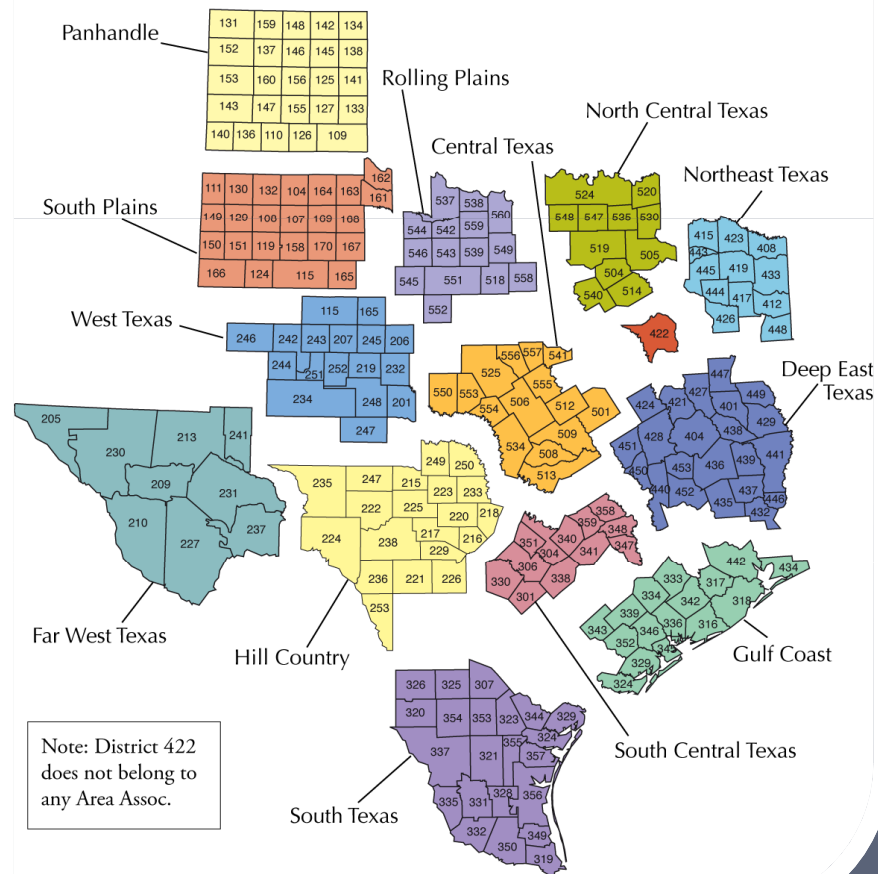 Panhandle
131 159 148 142 134
152 137 146 145 138
153 160 156 125 141
143 147 155 127 133
140 136 110 126 109
Rolling Plains
537 538 560
544 542 559
546 543 539 549
545 551 518 558
552
Central Texas
556 557 541
525
550 553 555
554 506 512 501
534 509
508
513
North Central Texas
524 520
548 547 535 530
519 505
504
540 514
Northeast Texas
415 423 408
443
445 419 433
444 417 412
426 448
422
South Plains
162
111 130 132 104 164 163 161
149 120 108 107 169 168
150 151 119 158 170 167
166 124 115 165
West Texas
115 165
246 242 243 207 245 206
244 251 252 219 232
234 248 201
247
Deep East
Texas
447
427 449
424 421 401
429
451 428 404 438
450 453 436 439 441
440 452 435 437 446
432
205 213 241
230
209 231
210 227 237
Far West Texas
249 250
235 247 215 223 233
222 225 220 218
224 238 217 216
229
236 221 226
253
Hill Country
358
351 340 359 348
304 341 347
306
330 338
301
South Central Texas
442 434
333 317
334 342 318
339 336 316
343 352 346 345
329
324
Gulf Coast
326 325 307
320 354 353 323 344 329
324
337 321 355 357
335 331 328 356
332 350 349
319
South Texas
Note: District 422
does not belong to
any Area Assoc.